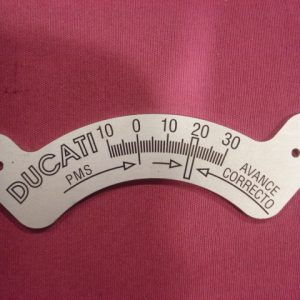 DUCATI
10 0 10 20 30
PMS
AVANCE
CORRECTO